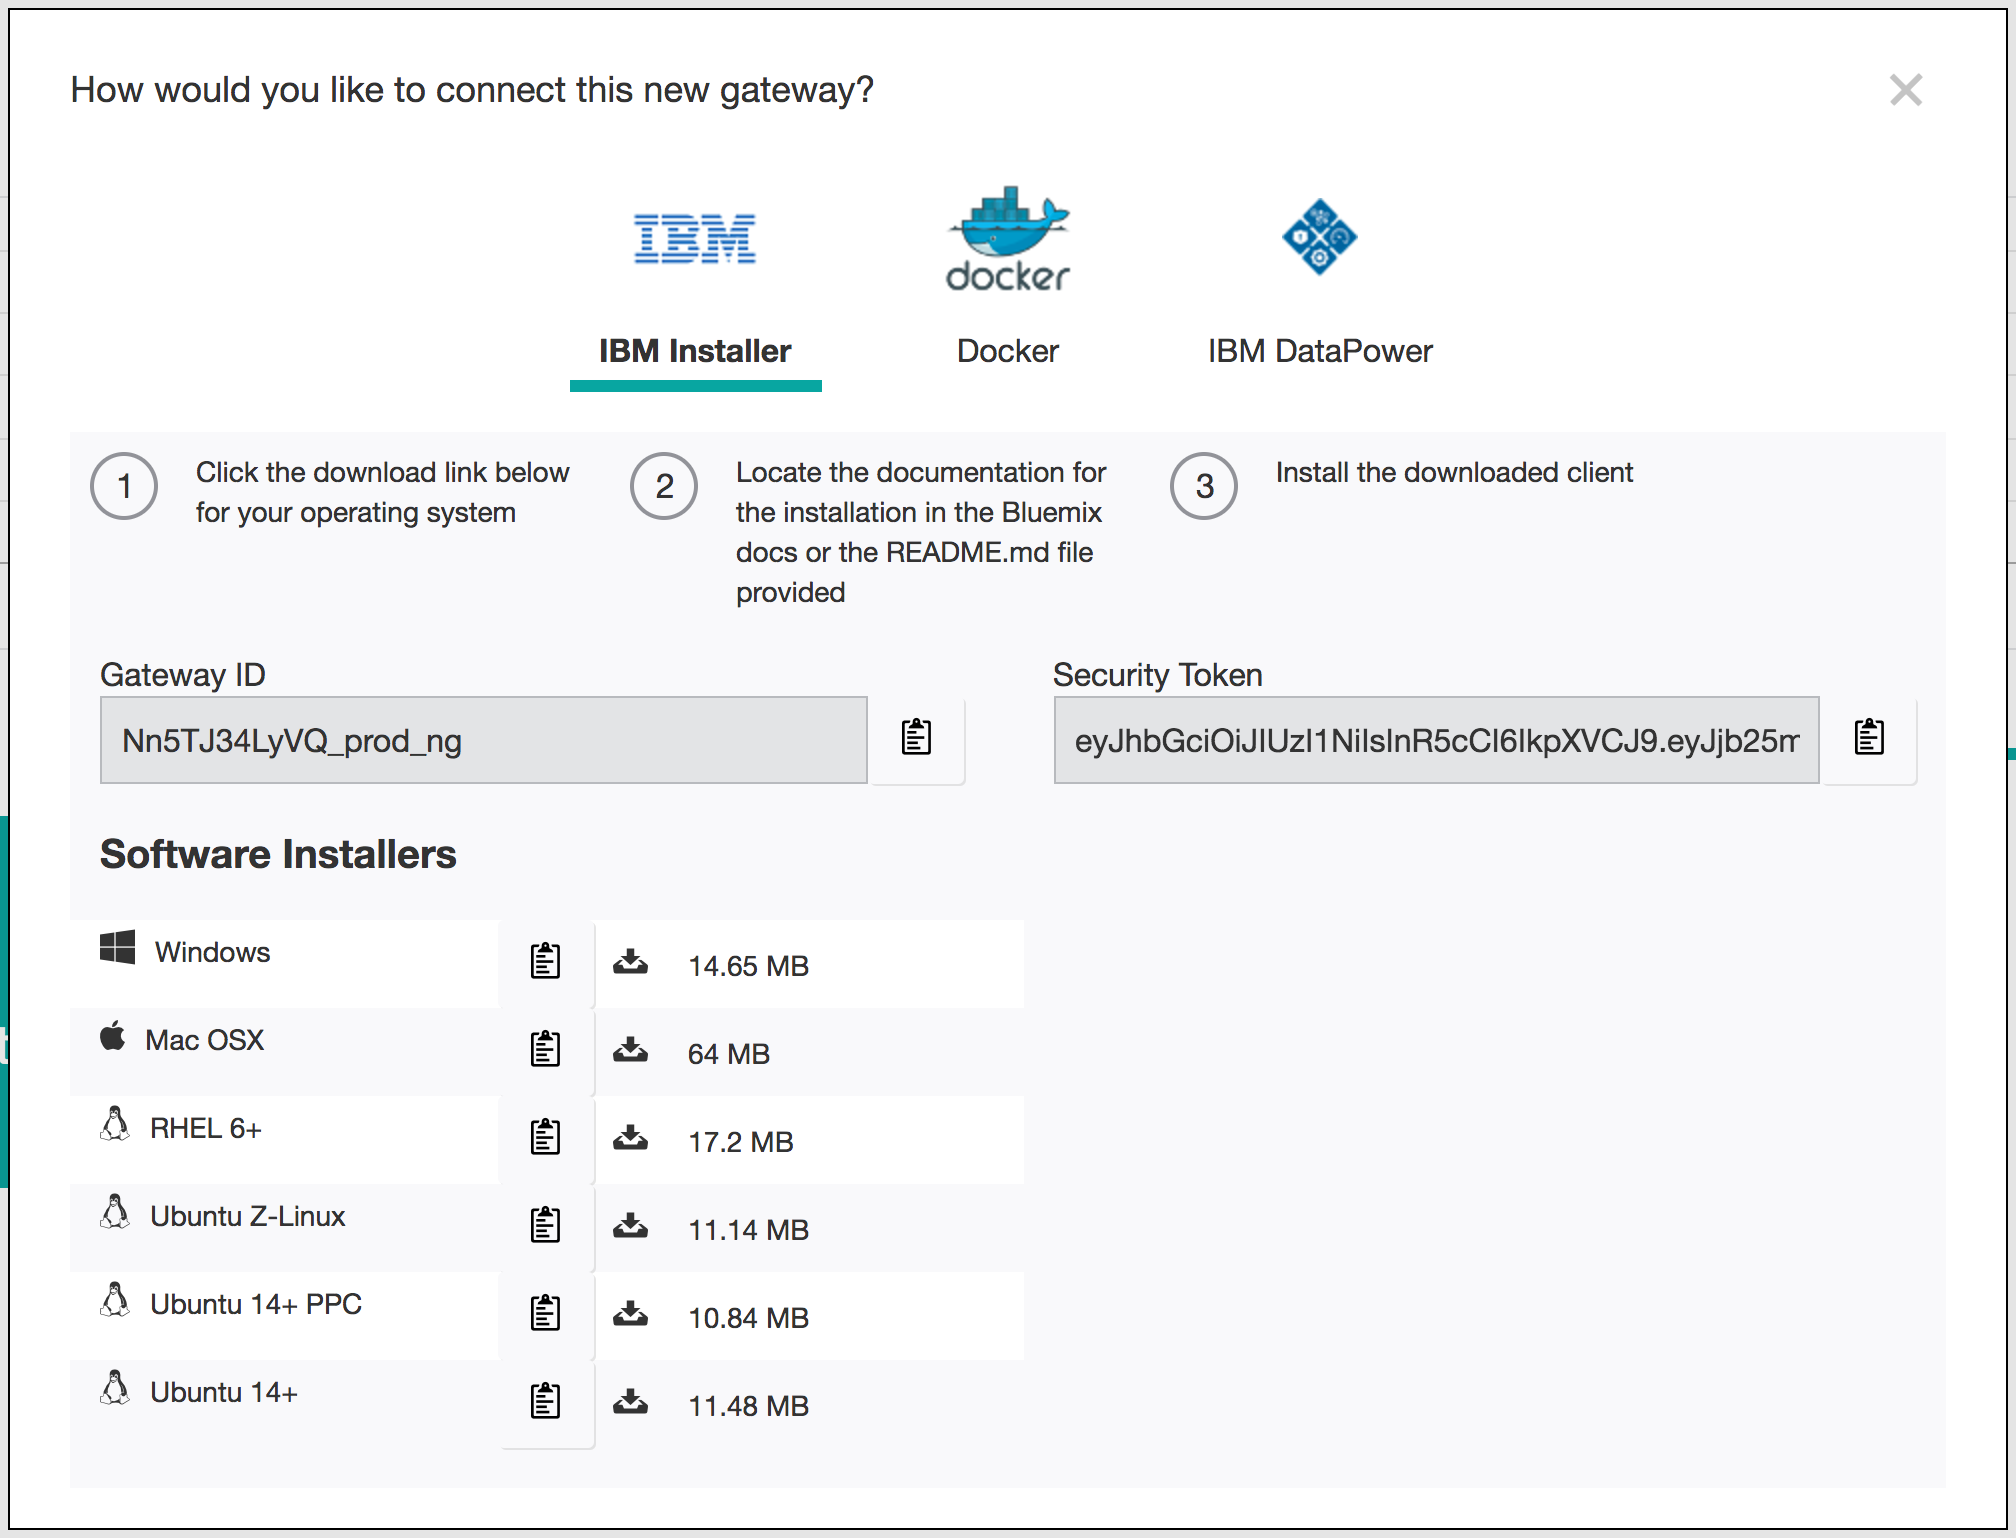 How would you like to connect this new gateway?
IBM
docker
IBM Installer
Docker
IBM DataPower
1
Click the download link below
for your operating system
2
Locate the documentation for
the installation in the Bluemix
docs or the README.md file
provided
3
Install the downloaded client
Gateway ID
Nn5TJ34LyVQ_prod_ng
Security Token
eyJhbGciOiJIUzI1NiIsInR5cCI6IkpXVCJ9.eyJjb25m
Software Installers
Windows
14.65 MB
Mac OSX
64 MB
RHEL 6+
17.2 MB
Ubuntu Z-Linux
11.14 MB
Ubuntu 14+ PPC
10.84 MB
Ubuntu 14+
11.48 MB